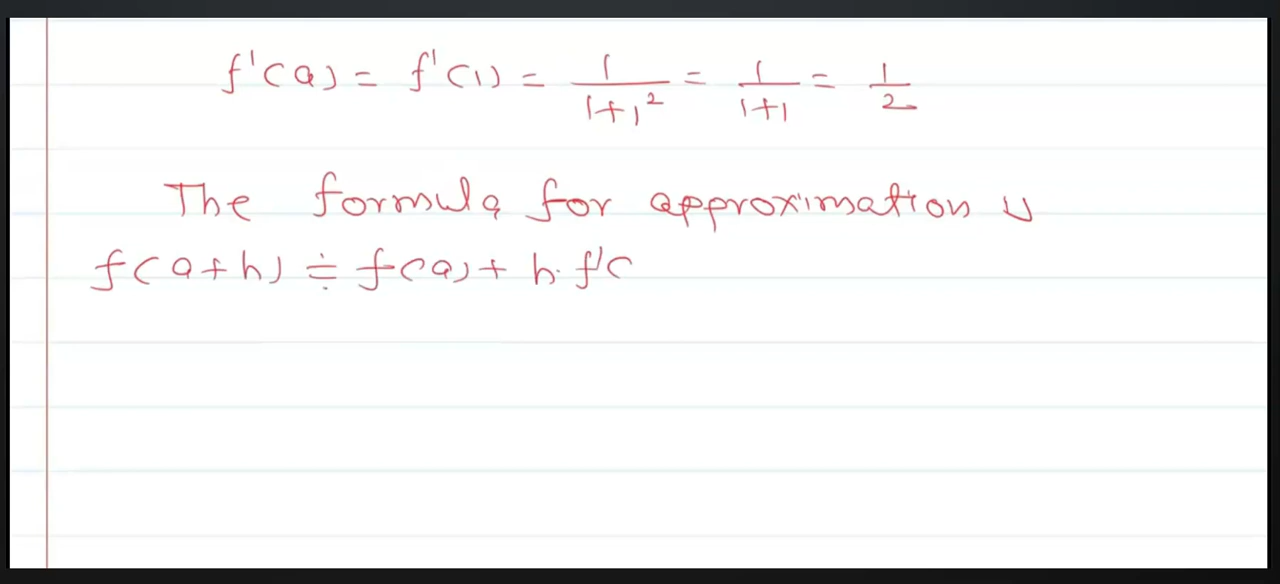 f'(a) = f'(1) = 1/(1+1²) = 1/(1+1) = 1/2
The formula for approximation is
f(a+h) ≑ f(a) + h. f'(